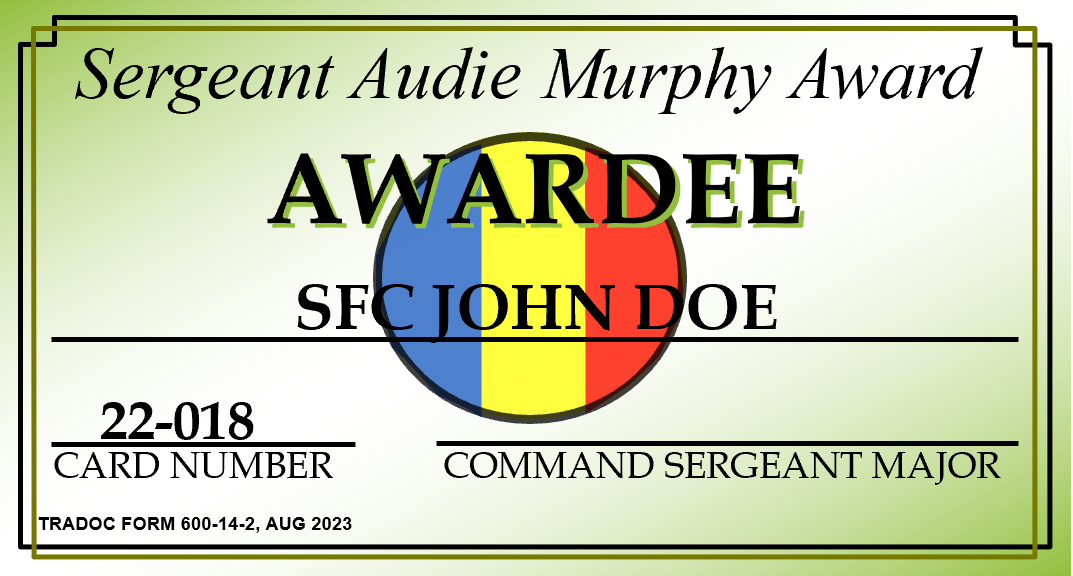 Sergeant Audie Murphy Award
AWARDEE
SFC JOHN DOE
22-018
CARD NUMBER
COMMAND SERGEANT MAJOR
TRADOC FORM 600-14-2, AUG 2023